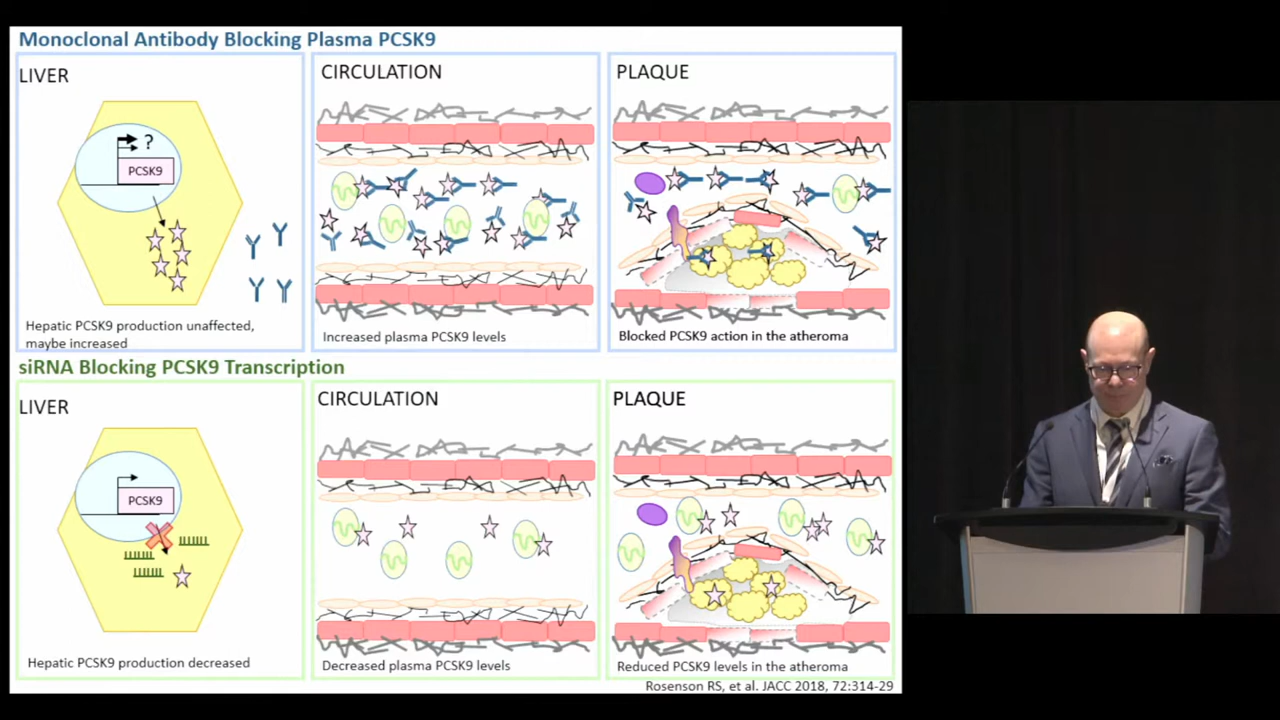 Monoclonal Antibody Blocking Plasma PCSK9
LIVER
?
PCSK9
Hepatic PCSK9 production unaffected,
maybe increased
CIRCULATION
Increased plasma PCSK9 levels
PLAQUE
Blocked PCSK9 action in the atheroma
siRNA Blocking PCSK9 Transcription
LIVER
PCSK9
Hepatic PCSK9 production decreased
CIRCULATION
Decreased plasma PCSK9 levels
PLAQUE
Reduced PCSK9 levels in the atheroma
Rosenson RS, et al. JACC 2018, 72:314-29